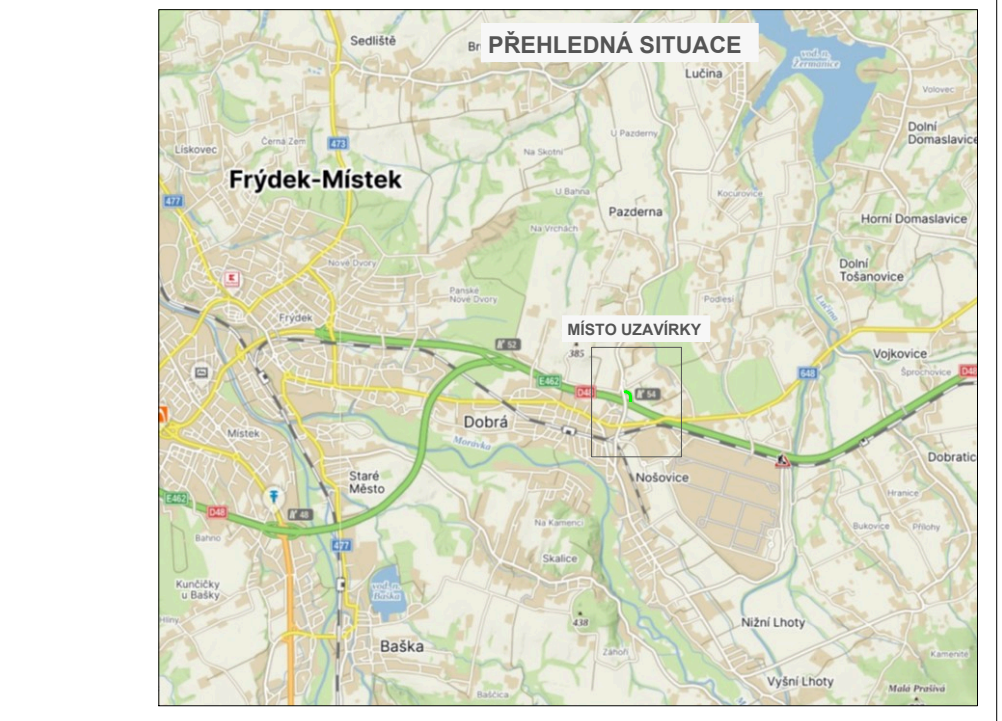 PŘEHLEDNÁ SITUACE
Sedliště
vod. n.
Žermanice
Lučina
Volovec
Dolní
Domaslavice
U Pazderny
Černá Zem
473
Lískovec
Na Skotni
Frýdek-Místek
U Bahna
Kocurovice
477
Pazderna
Horní Domaslavice
Na Vrchách
Nové Dvory
Dolní
Tošanovice
Panské
Nové Dvory
Podlesí
Lučina
Frýdek
MÍSTO UZAVÍRKY
52
385
Vojkovice
Šprochovice
648
D48
E462
D48
54
Dobrá
Místek
Morávka
Dobratic
Staré
Město
Nošovice
E462
D48
48
Hranice
Bahno
477
Na Kamenci
Bukovice
Přílohy
Skalice
Kunčičky
u Bašky
vod. n.
Baška
438
Nižní Lhoty
Baška
Záhoří
Kamenité
Vyšní Lhoty
Baščica
Malá Prašivá